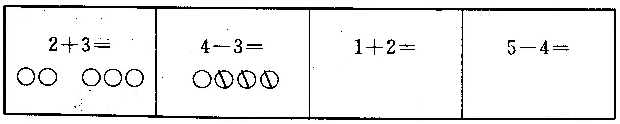 2+3= 4−3= 1+2= 5−4=